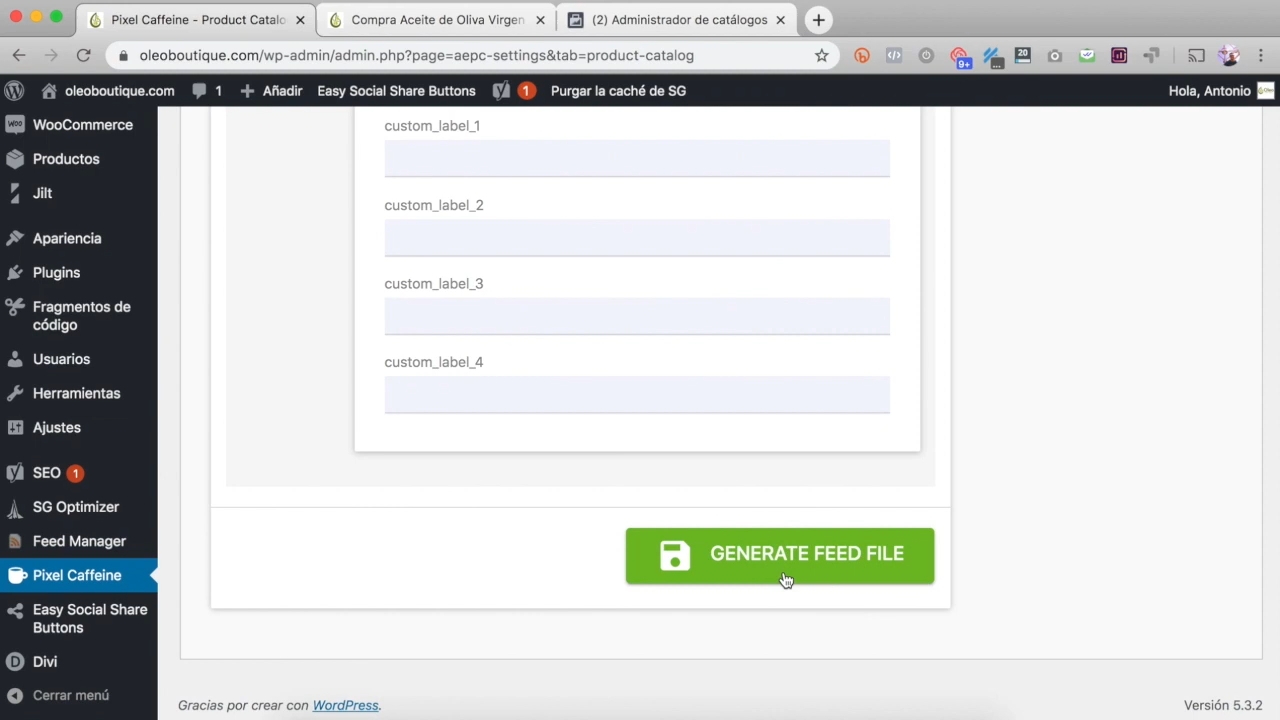 Pixel Caffeine - Product Catalo
Compra Aceite de Oliva Virgen
(2) Administrador de catálogos
oleoboutique.com/wp-admin/admin.php?page=aepc-settings&tab=product-catalog
9+
20
oleoboutique.com
1
Añadir
Easy Social Share Buttons
1
Purgar la caché de SG
Hola, Antonio
WooCommerce
Productos
Jilt
Apariencia
Plugins
Fragmentos de
código
Usuarios
Herramientas
Ajustes
SEO 1
SG Optimizer
Feed Manager
Pixel Caffeine
Easy Social Share
Buttons
Divi
Cerrar menú
custom_label_1
custom_label_2
custom_label_3
custom_label_4
GENERATE FEED FILE
Gracias por crear con WordPress.
Versión 5.3.2